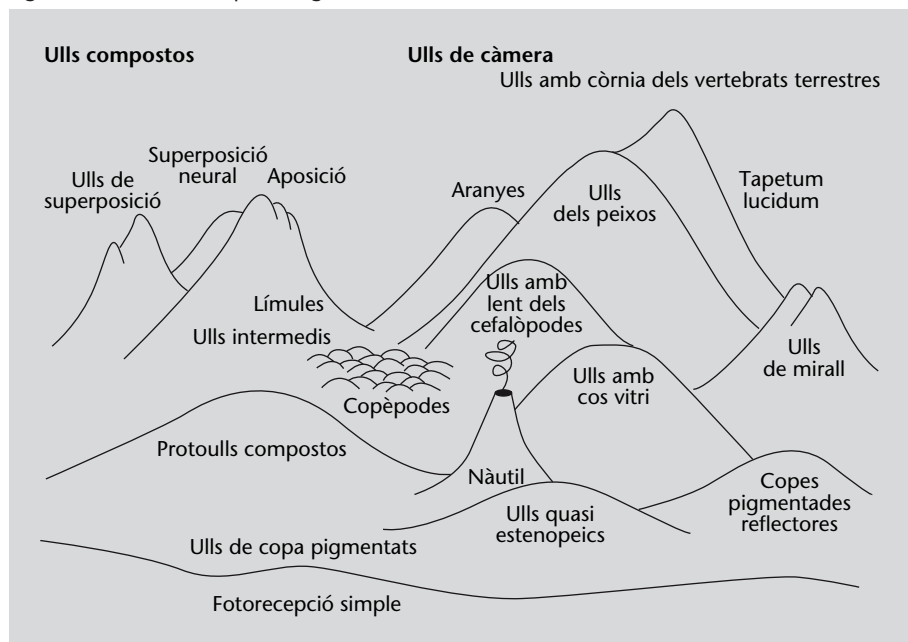 Ulls compostos
Ulls de càmera
Ulls amb còrnia dels vertebrats terrestres
Superposició
neural
Aposició
Ulls de
superposició
Aranyes
Ulls
dels peixos
Tapetum
lucidum
Ulls amb
lent dels
cefalòpodes
Límules
Ulls intermedis
Ulls
de mirall
Ulls amb
cos vitri
Copèpodes
Protoulls compostos
Nàutil
Copes
pigmentades
reflectores
Ulls quasi
estenopeics
Ulls de copa pigmentats
Fotorecepció simple